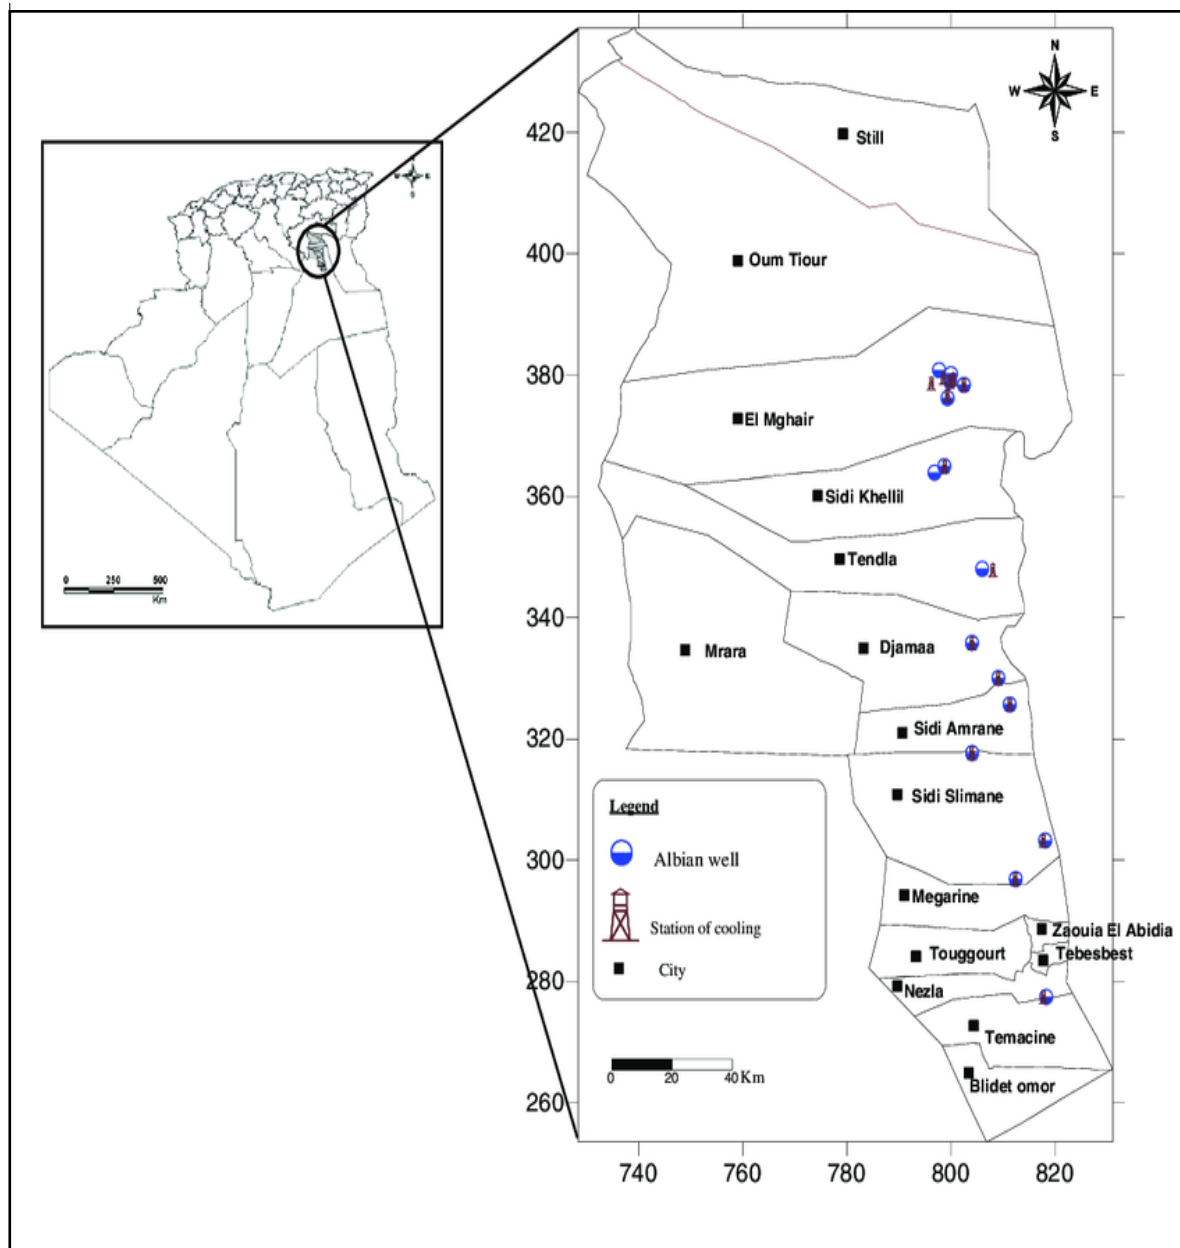 N
W E
S
420
Still
400
Oum Tiour
380
El Mghair
360
Sidi Khellil
Tendla
340
Mrara
Djamaa
320
Sidi Amrane
Sidi Slimane
300
Megarine
Zaouia El Abidia
Touggourt
Tebesbest
280
Nezla
Temacine
260
Blidet omor
740 760 780 800 820
Legend
Albian well
Station of cooling
City
0 20 40 Km
0 250 500
Km